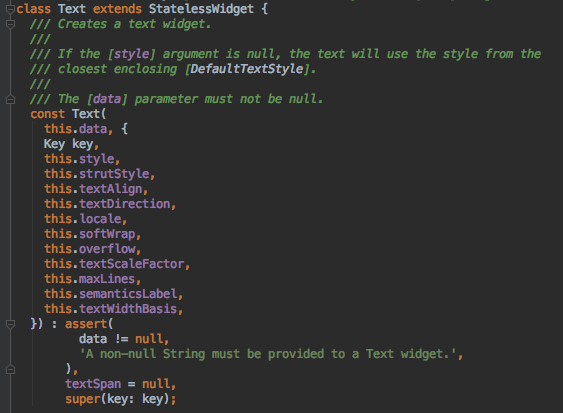 class Text extends StatelessWidget {
/// Creates a text widget.
///
/// If the [style] argument is null, the text will use the style from the
/// closest enclosing [DefaultTextStyle].
///
/// The [data] parameter must not be null.
const Text(
this.data, {
Key key,
this.style,
this.strutStyle,
this.textAlign,
this.textDirection,
this.locale,
this.softWrap,
this.overflow,
this.textScaleFactor,
this.maxLines,
this.semanticsLabel,
this.textWidthBasis,
}) : assert(
data != null,
'A non-null String must be provided to a Text widget.',
),
textSpan = null,
super(key: key);